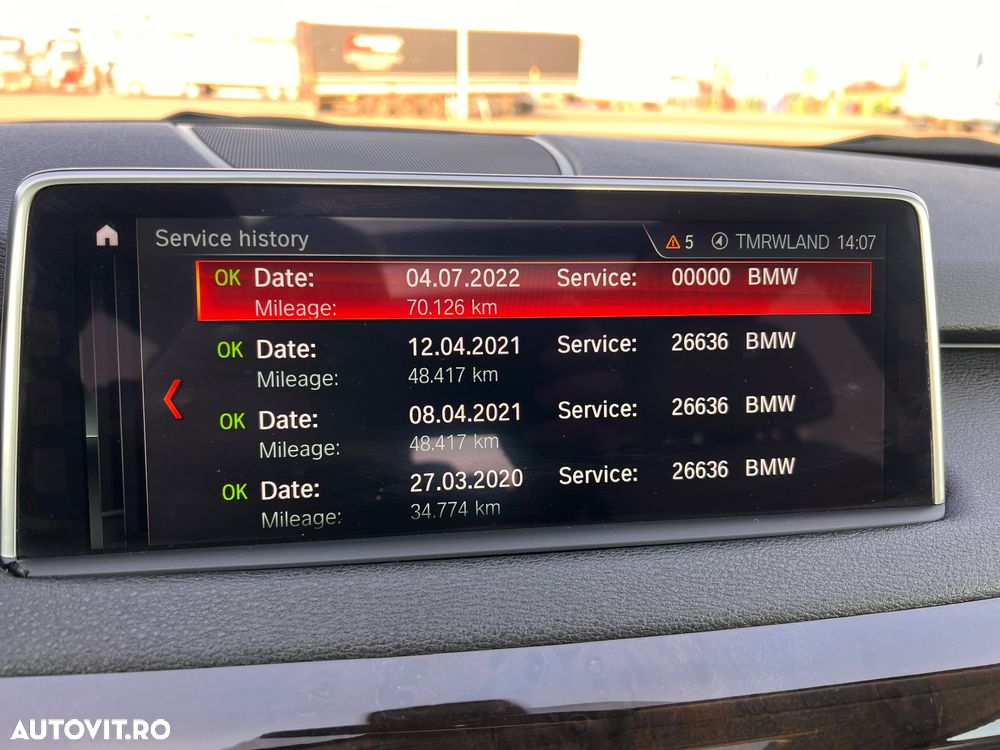 Service history
5 TMRWLAND 14:07
OK Date: 04.07.2022 Service: 00000 BMW
Mileage: 70.126 km
OK Date: 12.04.2021 Service: 26636 BMW
Mileage: 48.417 km
OK Date: 08.04.2021 Service: 26636 BMW
Mileage: 48.417 km
OK Date: 27.03.2020 Service: 26636 BMW
Mileage: 34.774 km
AUTOVIT.RO